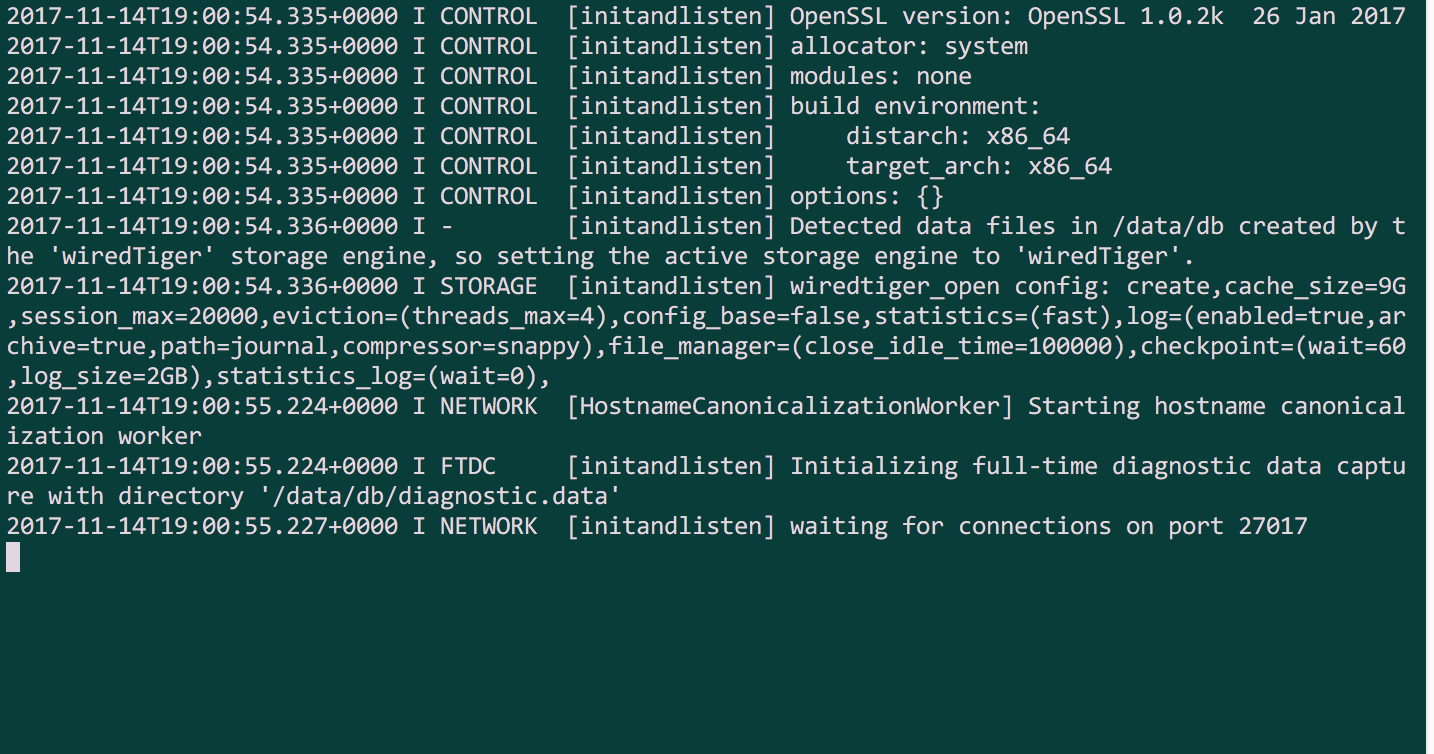 2017-11-14T19:00:54.335+0000 I CONTROL  [initandlisten] OpenSSL version: OpenSSL 1.0.2k  26 Jan 2017
2017-11-14T19:00:54.335+0000 I CONTROL  [initandlisten] allocator: system
2017-11-14T19:00:54.335+0000 I CONTROL  [initandlisten] modules: none
2017-11-14T19:00:54.335+0000 I CONTROL  [initandlisten] build environment:
2017-11-14T19:00:54.335+0000 I CONTROL  [initandlisten]     distarch: x86_64
2017-11-14T19:00:54.335+0000 I CONTROL  [initandlisten]     target_arch: x86_64
2017-11-14T19:00:54.335+0000 I CONTROL  [initandlisten] options: {}
2017-11-14T19:00:54.336+0000 I -        [initandlisten] Detected data files in /data/db created by t
he 'wiredTiger' storage engine, so setting the active storage engine to 'wiredTiger'.
2017-11-14T19:00:54.336+0000 I STORAGE  [initandlisten] wiredtiger_open config: create,cache_size=9G
,session_max=20000,eviction=(threads_max=4),config_base=false,statistics=(fast),log=(enabled=true,ar
chive=true,path=journal,compressor=snappy),file_manager=(close_idle_time=100000),checkpoint=(wait=60
,log_size=2GB),statistics_log=(wait=0),
2017-11-14T19:00:55.224+0000 I NETWORK  [HostnameCanonicalizationWorker] Starting hostname canonical
ization worker
2017-11-14T19:00:55.224+0000 I FTDC     [initandlisten] Initializing full-time diagnostic data captu
re with directory '/data/db/diagnostic.data'
2017-11-14T19:00:55.227+0000 I NETWORK  [initandlisten] waiting for connections on port 27017